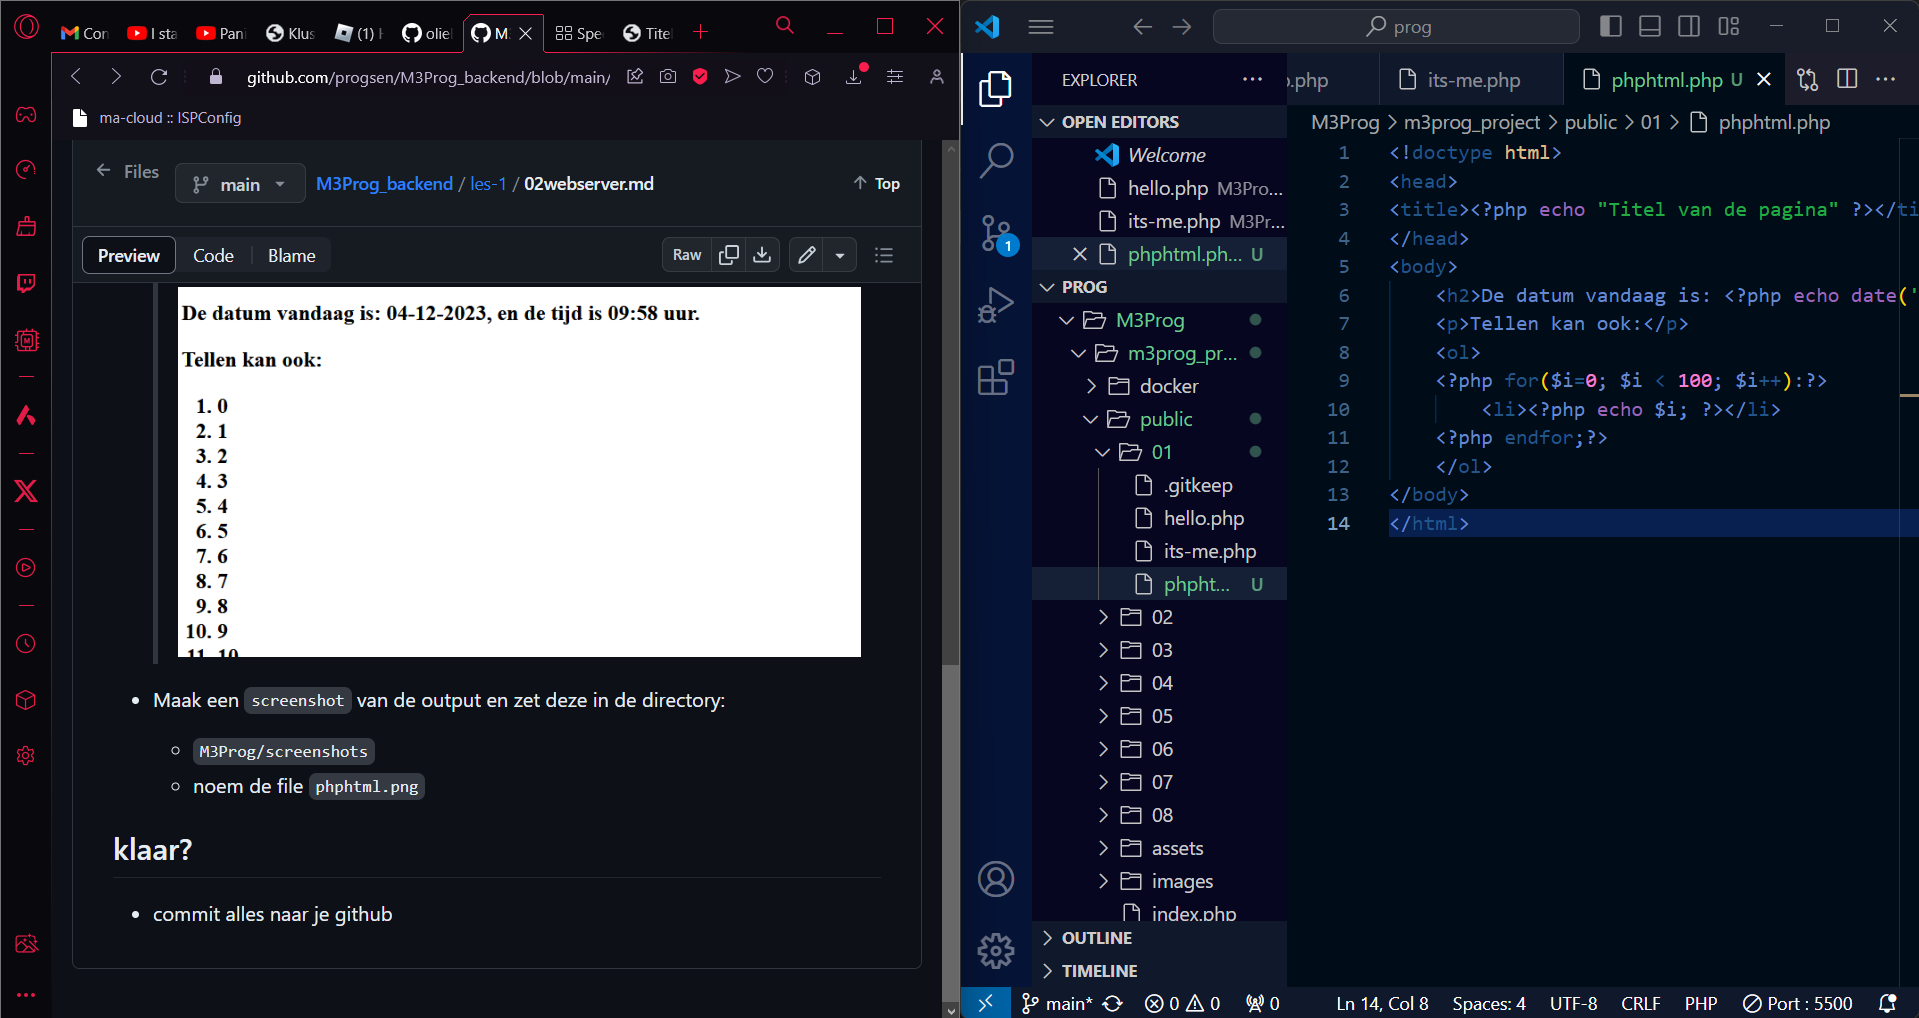 Con
I sta
Pani
Klus
(1) H
olie
M
Spe
Titel
github.com/progsen/M3Prog_backend/blob/main/
ma-cloud :: ISPConfig
Files
main
M3Prog_backend / les-1 / 02webserver.md
Top
Preview
Code
Blame
Raw
De datum vandaag is: 04-12-2023, en de tijd is 09:58 uur.
Tellen kan ook:
1. 0
2. 1
3. 2
4. 3
5. 4
6. 5
7. 6
8. 7
9. 8
10. 9
11. 10
• Maak een screenshot van de output en zet deze in de directory:
◦ M3Prog/screenshots
◦ noem de file phphtml.png
klaar?
• commit alles naar je github
prog
EXPLORER
o.php
its-me.php
phphtml.php U
OPEN EDITORS
Welcome
hello.php M3Pro...
its-me.php M3Pr...
phphtml.ph... U
PROG
M3Prog
m3prog_pr...
docker
public
01
.gitkeep
hello.php
its-me.php
phpht... U
02
03
04
05
06
07
08
assets
images
index.php
OUTLINE
TIMELINE
1
M3Prog > m3prog_project > public > 01 > phphtml.php
1 <!doctype html>
2 <head>
3 <title><?php echo "Titel van de pagina" ?></ti
4 </head>
5 <body>
6 <h2>De datum vandaag is: <?php echo date('
7 <p>Tellen kan ook:</p>
8 <ol>
9 <?php for($i=0; $i < 100; $i++):?>
10 <li><?php echo $i; ?></li>
11 <?php endfor;?>
12 </ol>
13 </body>
14 </html>
main*
0
0
0
Ln 14, Col 8
Spaces: 4
UTF-8
CRLF
PHP
Port : 5500